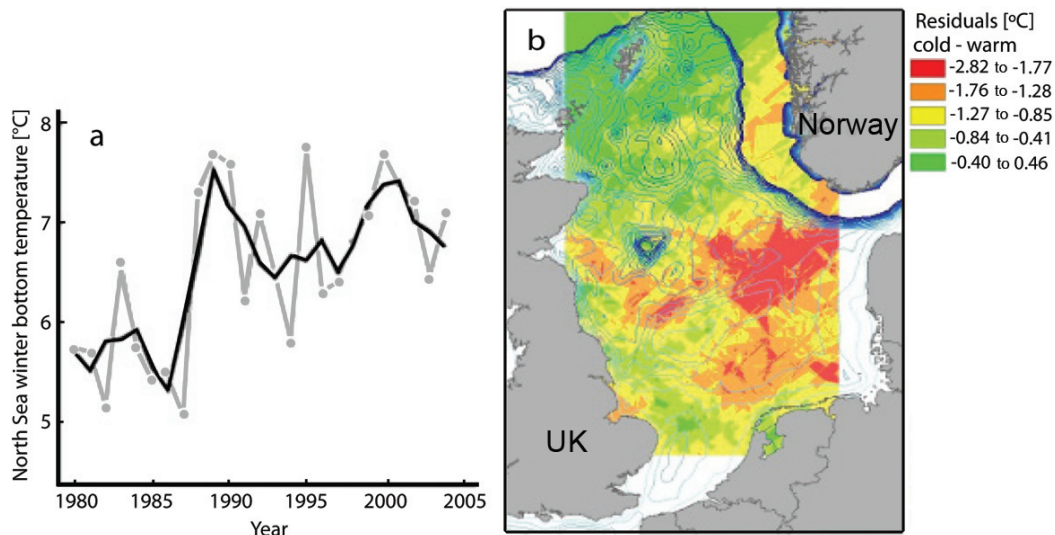 a
North Sea winter bottom temperature [ºC]
8
7
6
5
1980 1985 1990 1995 2000 2005
Year
b
Norway
UK
Residuals [ºC]
cold - warm
-2.82 to -1.77
-1.76 to -1.28
-1.27 to -0.85
-0.84 to -0.41
-0.40 to 0.46